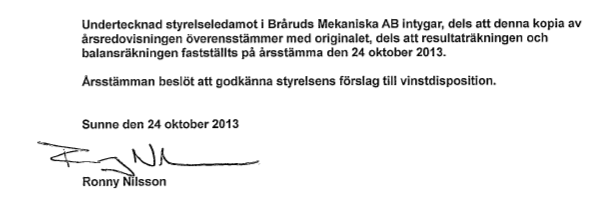 Undertecknad styrelseledamot i Bråruds Mekaniska AB intygar, dels att denna kopia av
årsredovisningen överensstämmer med originalet, dels att resultaträkningen och
balansräkningen fastställts på årsstämma den 24 oktober 2013.
Årsstämman beslöt att godkänna styrelsens förslag till vinstdisposition.
Sunne den 24 oktober 2013
Ronny Nilsson